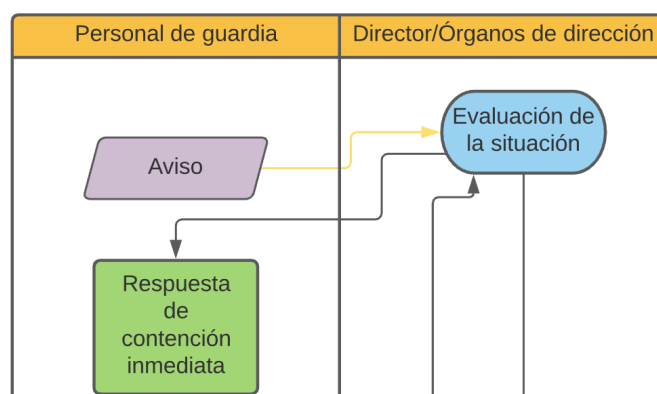 Personal de guardia
Director/Órganos de dirección
Aviso
Evaluación de
la situación
Respuesta
de
contención
inmediata